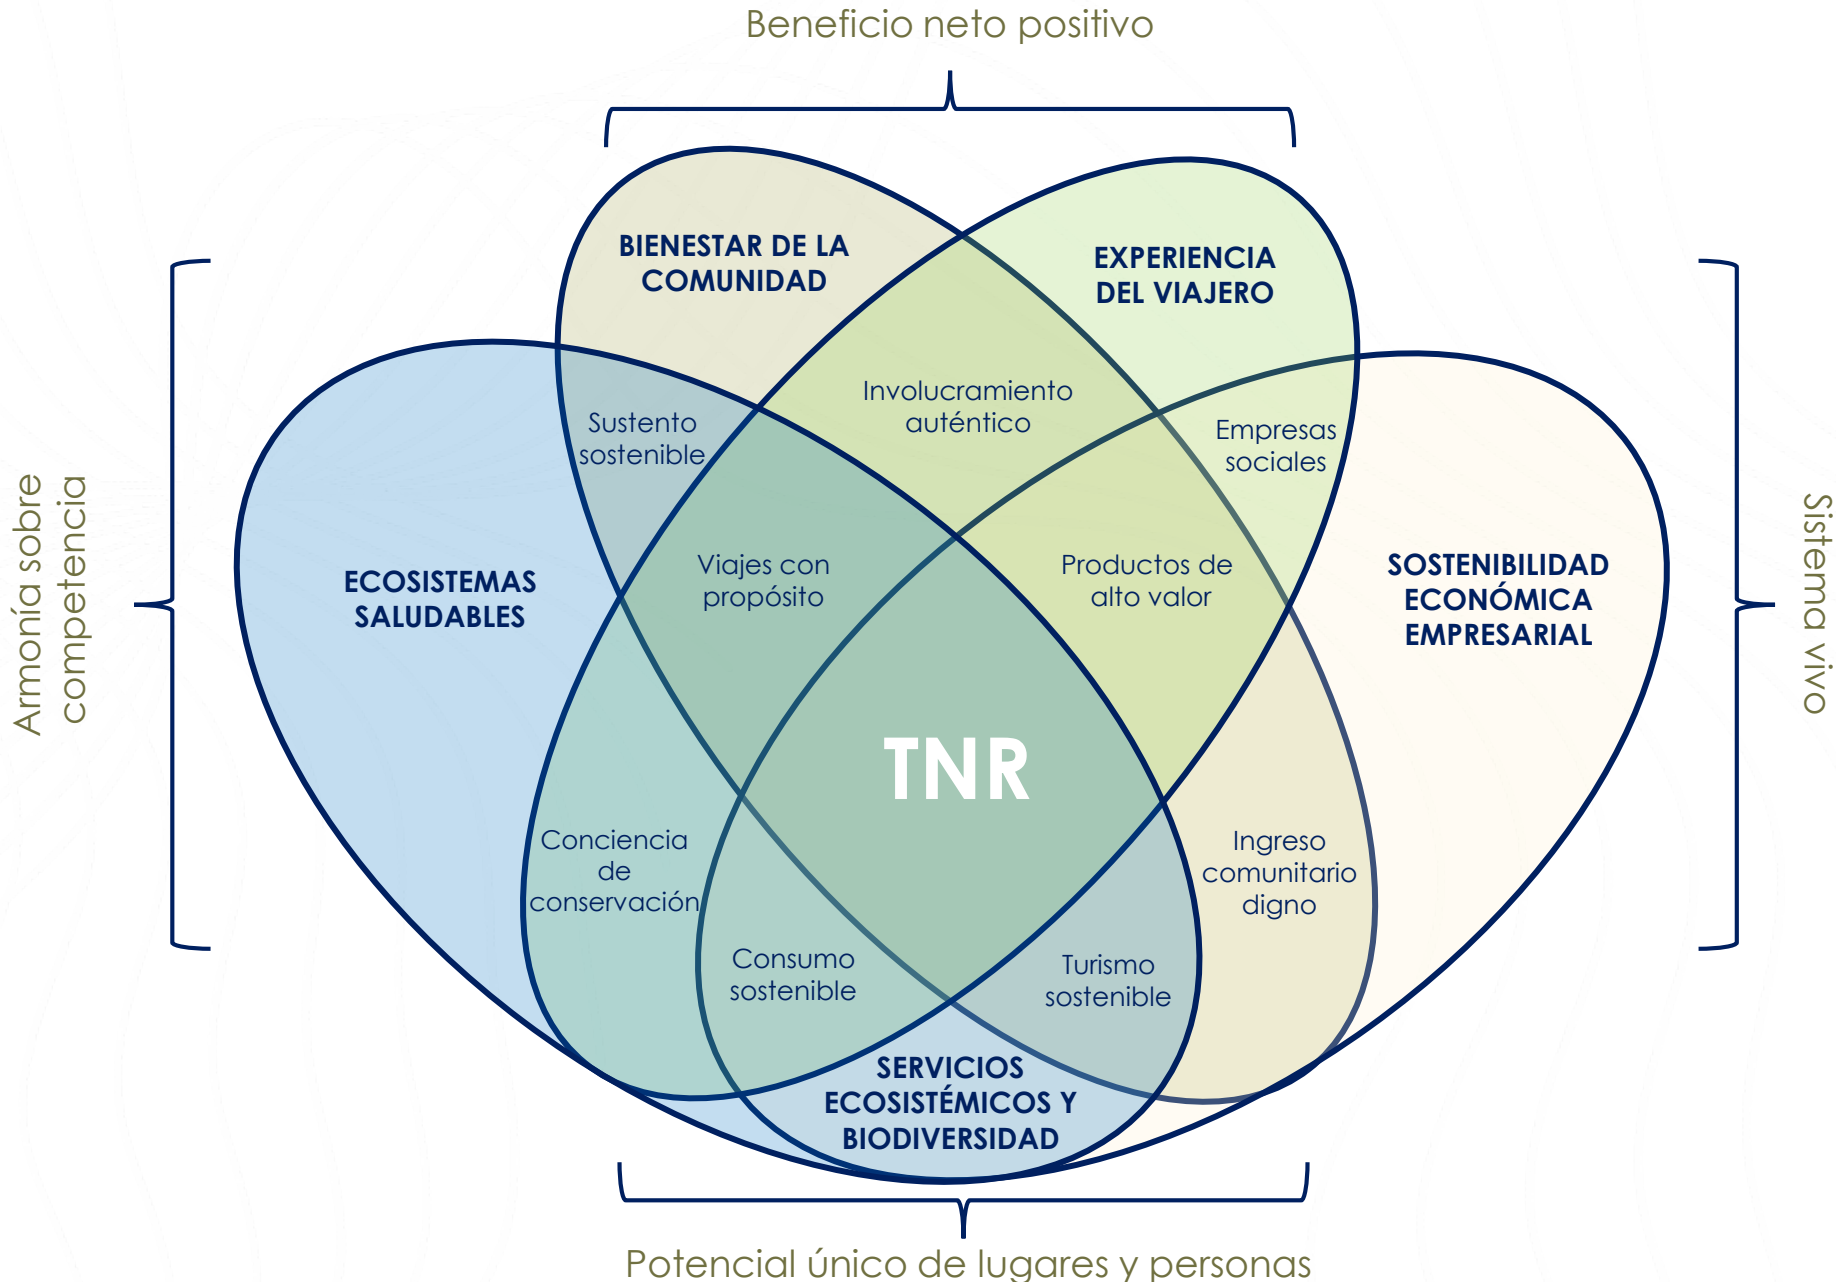 Beneficio neto positivo
BIENESTAR DE LA
COMUNIDAD
EXPERIENCIA
DEL VIAJERO
Involucramiento
auténtico
Sustento
sostenible
Empresas
sociales
Armonía sobre
competencia
Sistema vivo
ECOSISTEMAS
SALUDABLES
Viajes con
propósito
Productos de
alto valor
SOSTENIBILIDAD
ECONÓMICA
EMPRESARIAL
TNR
Conciencia
de
conservación
Ingreso
comunitario
digno
Consumo
sostenible
Turismo
sostenible
SERVICIOS
ECOSISTÉMICOS Y
BIODIVERSIDAD
Potencial único de lugares y personas